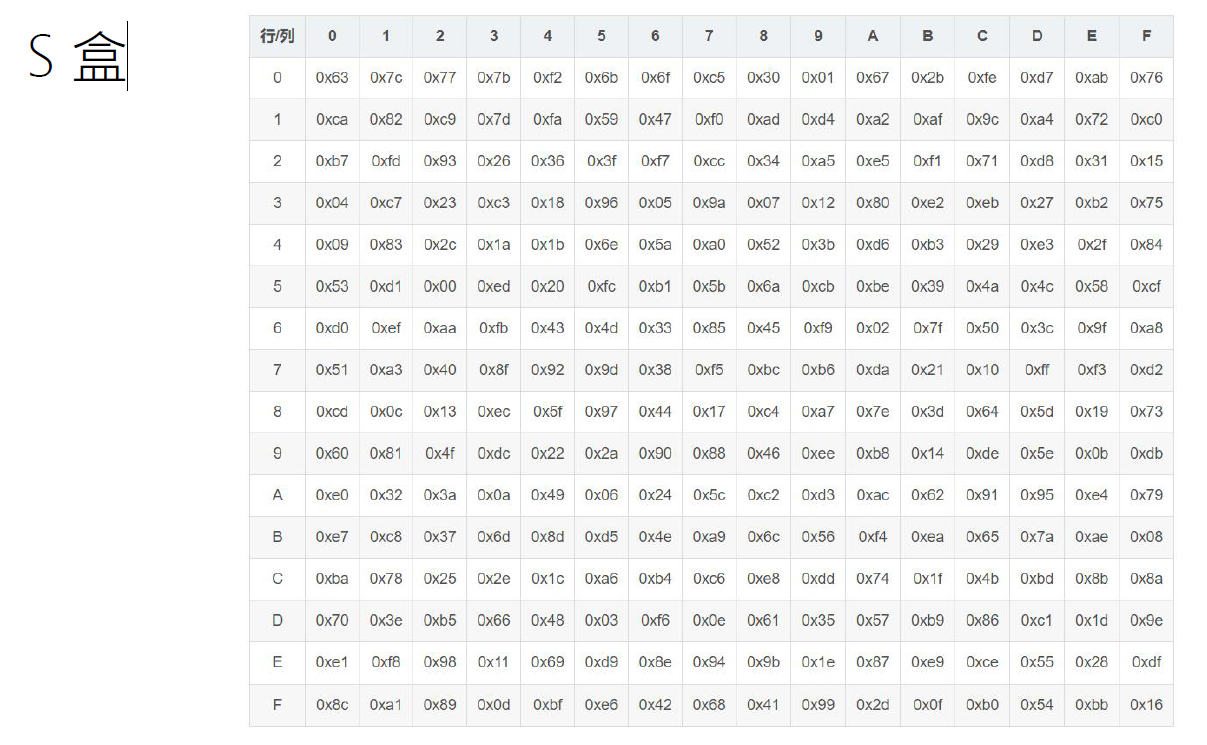 S 盒
行/列 0 1 2 3 4 5 6 7 8 9 A B C D E F
0 0x63 0x7c 0x77 0x7b 0xf2 0x6b 0x6f 0xc5 0x30 0x01 0x67 0x2b 0xfe 0xd7 0xab 0x76
1 0xca 0x82 0xc9 0x7d 0xfa 0x59 0x47 0xf0 0xad 0xd4 0xa2 0xaf 0x9c 0xa4 0x72 0xc0
2 0xb7 0xfd 0x93 0x26 0x36 0x3f 0xf7 0xcc 0x34 0xa5 0xe5 0xf1 0x71 0xd8 0x31 0x15
3 0x04 0xc7 0x23 0xc3 0x18 0x96 0x05 0x9a 0x07 0x12 0x80 0xe2 0xeb 0x27 0xb2 0x75
4 0x09 0x83 0x2c 0x1a 0x1b 0x6e 0x5a 0xa0 0x52 0x3b 0xd6 0xb3 0x29 0xe3 0x2f 0x84
5 0x53 0xd1 0x00 0xed 0x20 0xfc 0xb1 0x5b 0x6a 0xcb 0xbe 0x39 0x4a 0x4c 0x58 0xcf
6 0xd0 0xef 0xaa 0xfb 0x43 0x4d 0x33 0x85 0x45 0xf9 0x02 0x7f 0x50 0x3c 0x9f 0xa8
7 0x51 0xa3 0x40 0x8f 0x92 0x9d 0x38 0xf5 0xbc 0xb6 0xda 0x21 0x10 0xff 0xf3 0xd2
8 0xcd 0x0c 0x13 0xec 0x5f 0x97 0x44 0x17 0xc4 0xa7 0x7e 0x3d 0x64 0x5d 0x19 0x73
9 0x60 0x81 0x4f 0xdc 0x22 0x2a 0x90 0x88 0x46 0xee 0xb8 0x14 0xde 0x5e 0x0b 0xdb
A 0xe0 0x32 0x3a 0x0a 0x49 0x06 0x24 0x5c 0xc2 0xd3 0xac 0x62 0x91 0x95 0xe4 0x79
B 0xe7 0xc8 0x37 0x6d 0x8d 0xd5 0x4e 0xa9 0x6c 0x56 0xf4 0xea 0x65 0x7a 0xae 0x08
C 0xba 0x78 0x25 0x2e 0x1c 0xa6 0xb4 0xc6 0xe8 0xdd 0x74 0x1f 0x4b 0xbd 0x8b 0x8a
D 0x70 0x3e 0xb5 0x66 0x48 0x03 0xf6 0x0e 0x61 0x35 0x57 0xb9 0x86 0xc1 0x1d 0x9e
E 0xe1 0xf8 0x98 0x11 0x69 0xd9 0x8e 0x94 0x9b 0x1e 0x87 0xe9 0xce 0x55 0x28 0xdf
F 0x8c 0xa1 0x89 0x0d 0xbf 0xe6 0x42 0x68 0x41 0x99 0x2d 0x0f 0xb0 0x54 0xbb 0x16